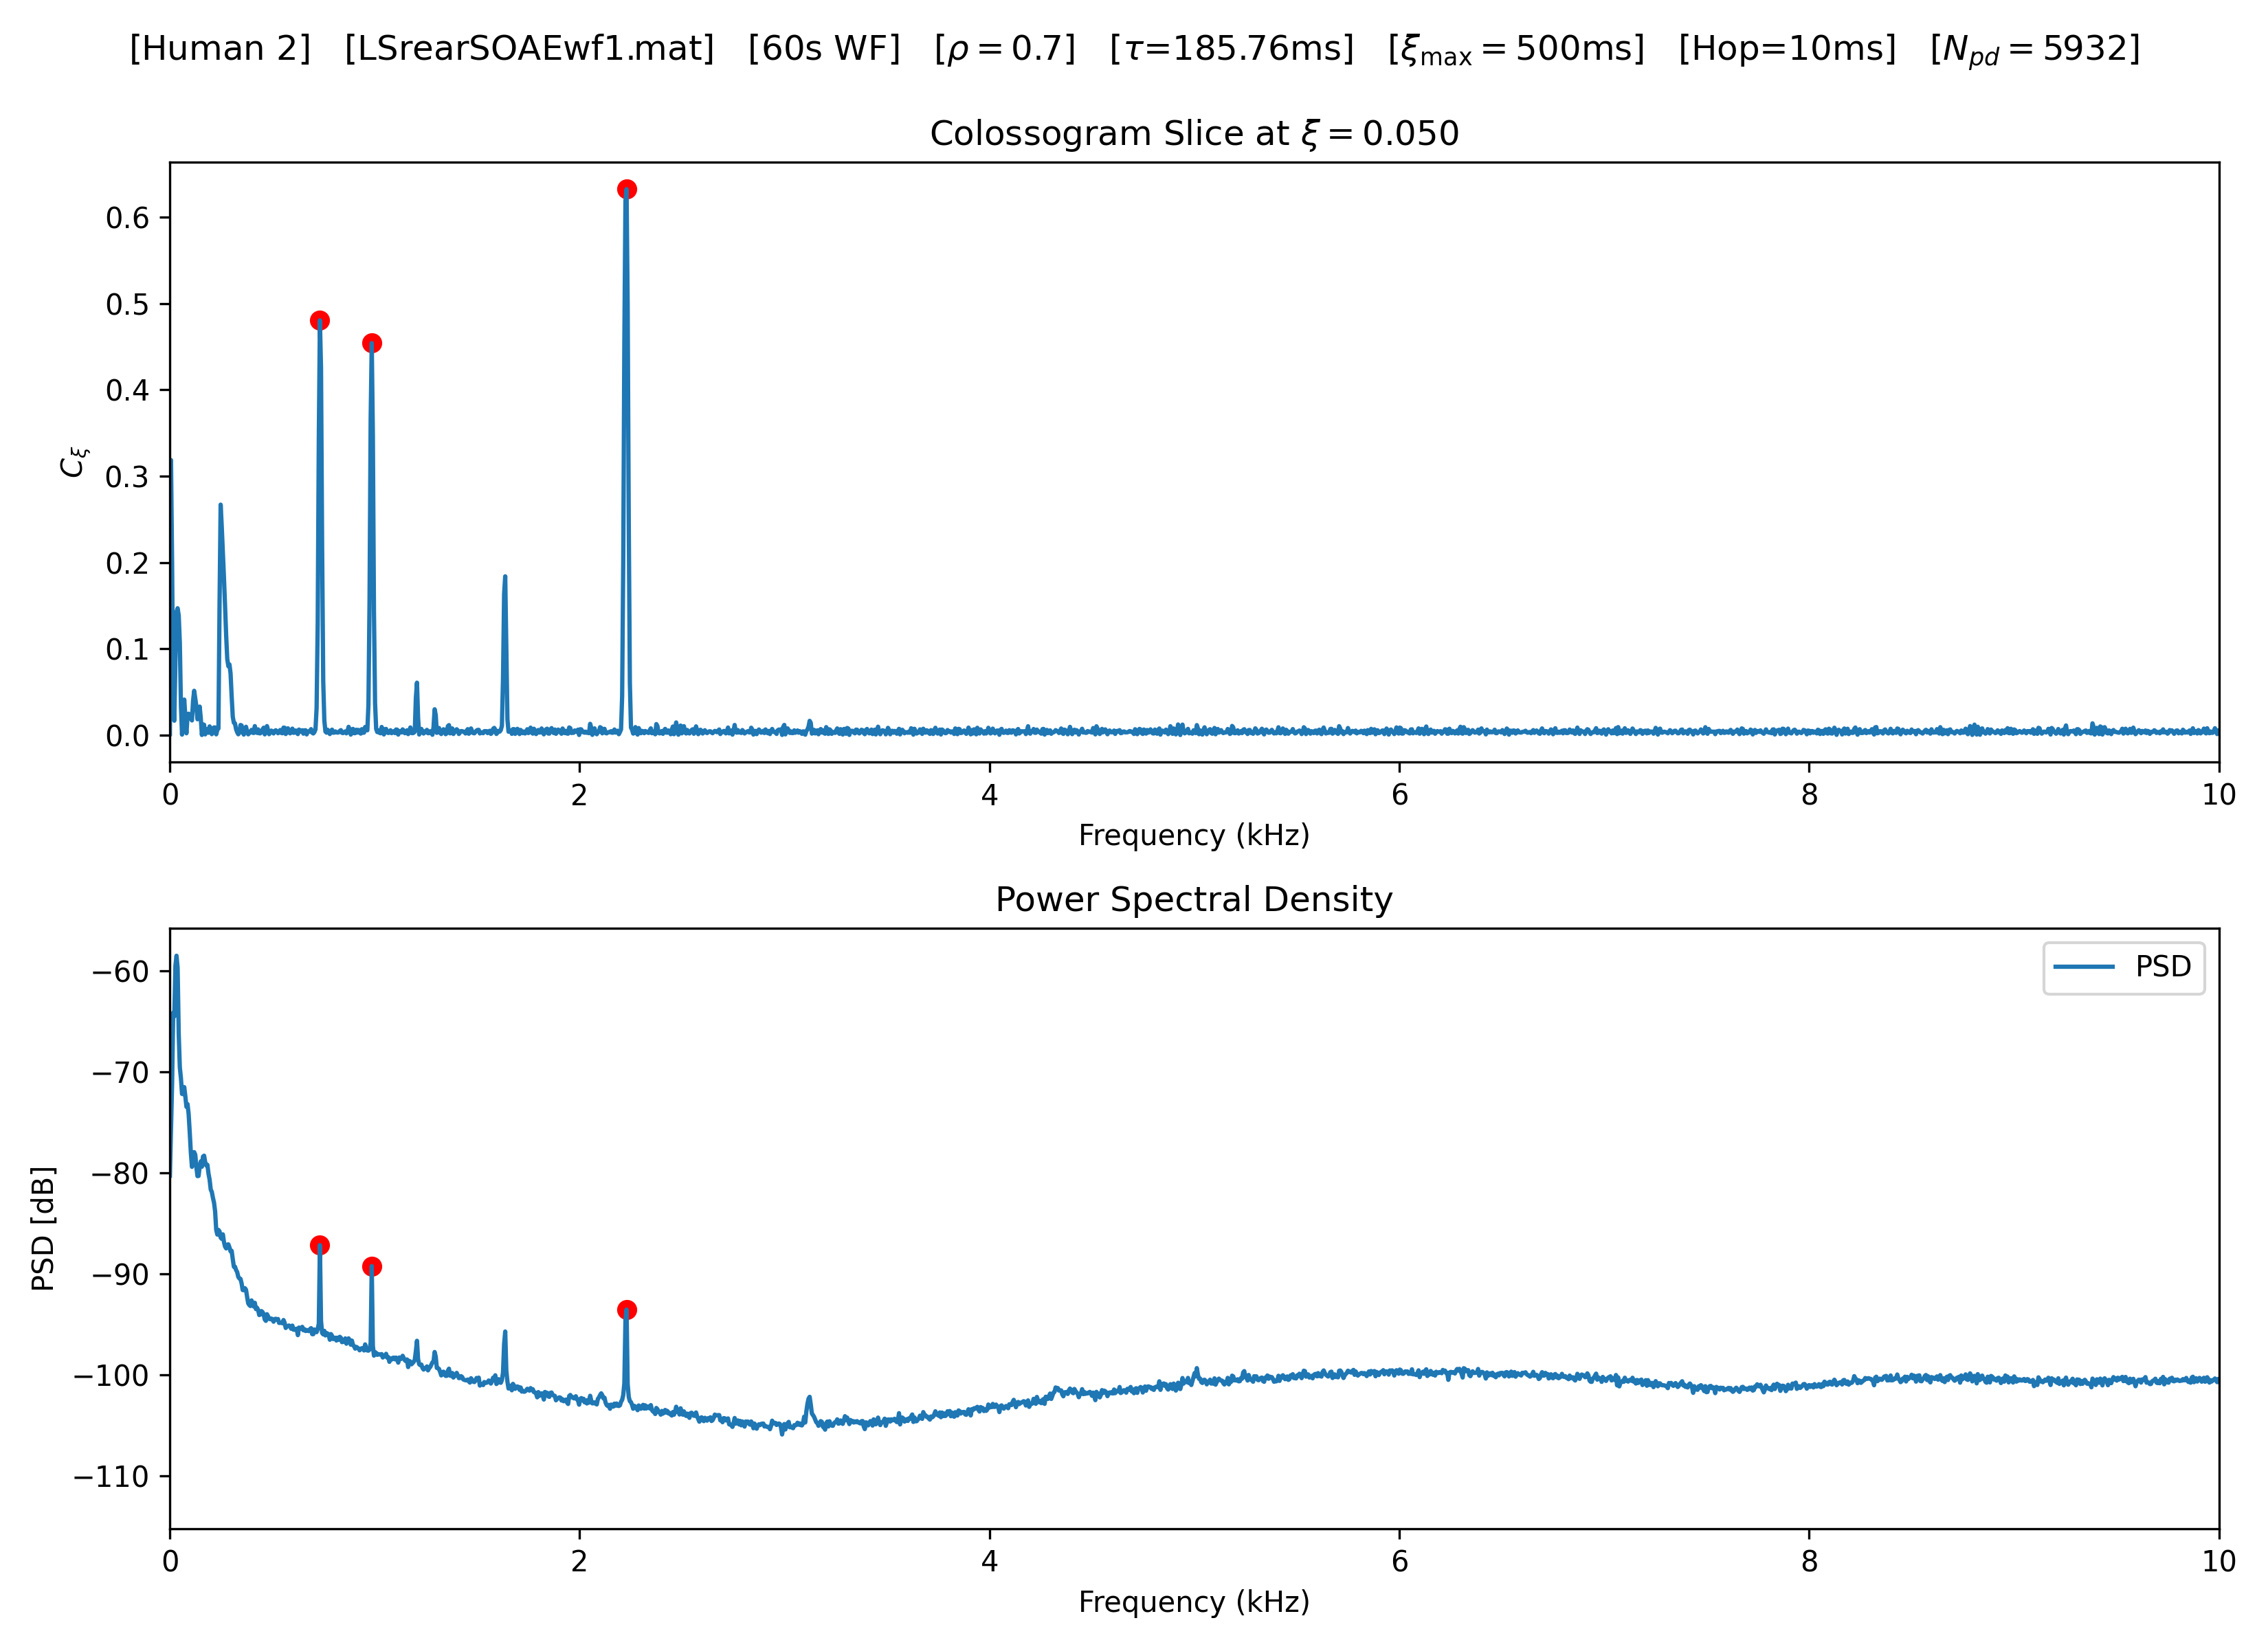 [Human 2] [LSrearSOAEwf1.mat] [60s WF] [ρ = 0.7] [τ=185.76ms] [ξmax = 500ms] [Hop=10ms] [Npd = 5932]
Colossogram Slice at ξ = 0.050
Cξ
0.6
0.5
0.4
0.3
0.2
0.1
0.0
0 2 4 6 8 10
Frequency (kHz)
Power Spectral Density
PSD
PSD [dB]
−60
−70
−80
−90
−100
−110
0 2 4 6 8 10
Frequency (kHz)